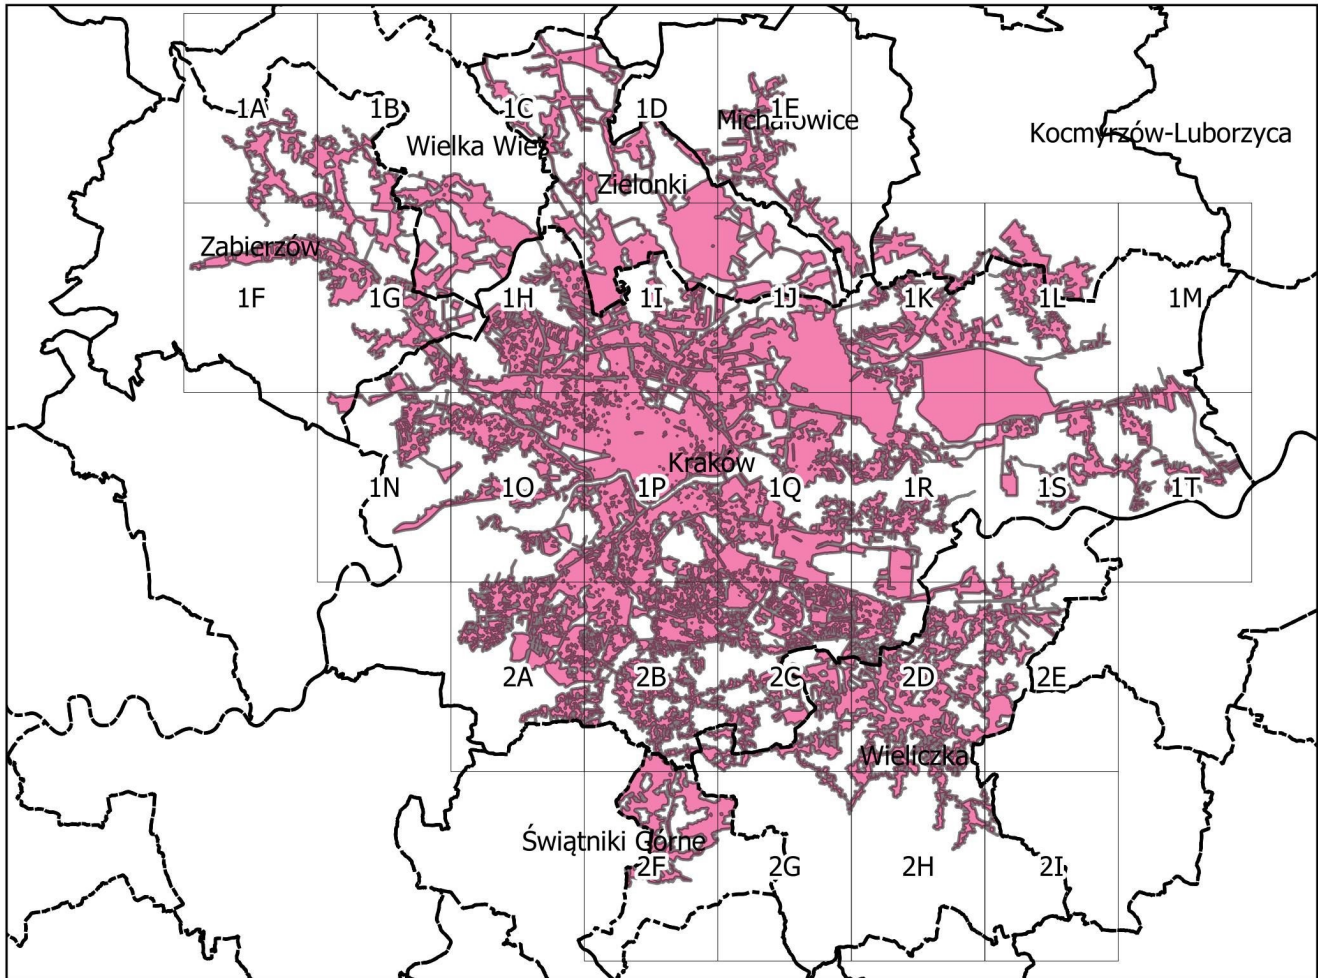 1A
1B
1C
1D
1E
Michałowice
Kocmyrzów-Luborzyca
Wielka Wieś
Zielonki
Zabierzów
1F
1G
1H
1I
1J
1K
1L
1M
Kraków
1N
1O
1P
1Q
1R
1S
1T
2A
2B
2C
2D
2E
Wieliczka
Świątniki Górne
2F
2G
2H
2I